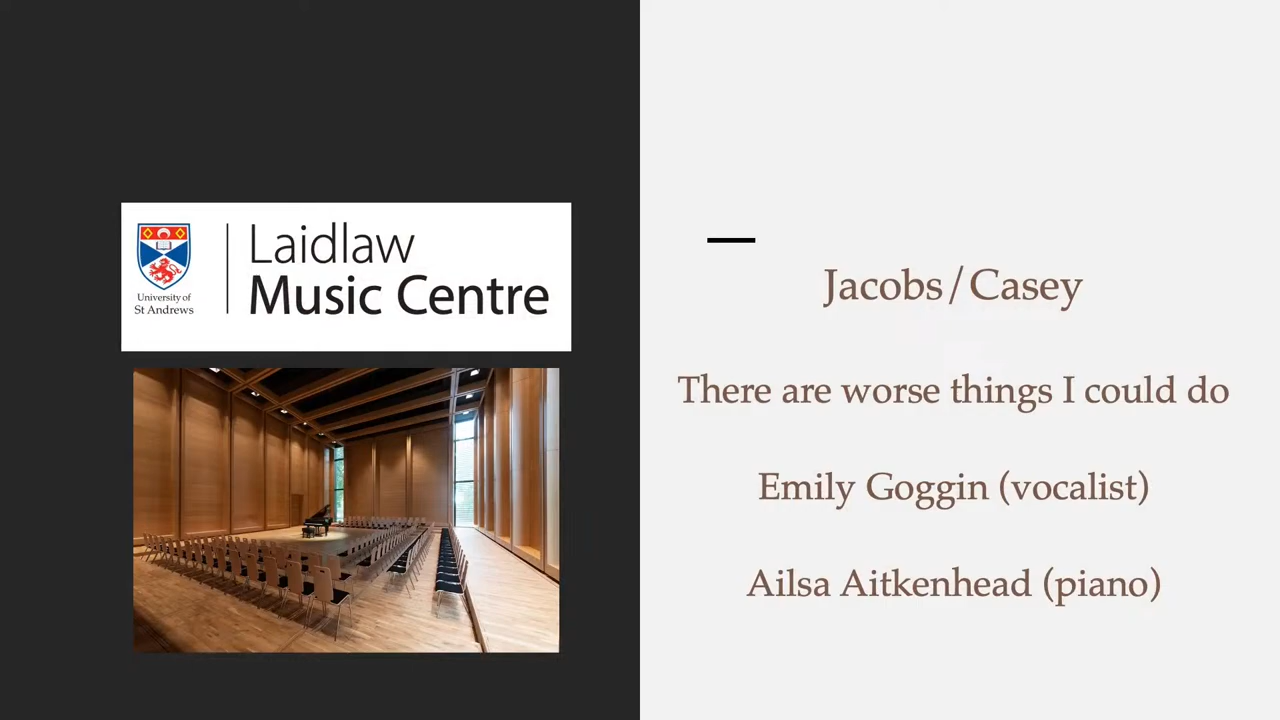 Laidlaw
Music Centre
University of
St Andrews
Jacobs/Casey
There are worse things I could do
Emily Goggin (vocalist)
Ailsa Aitkenhead (piano)